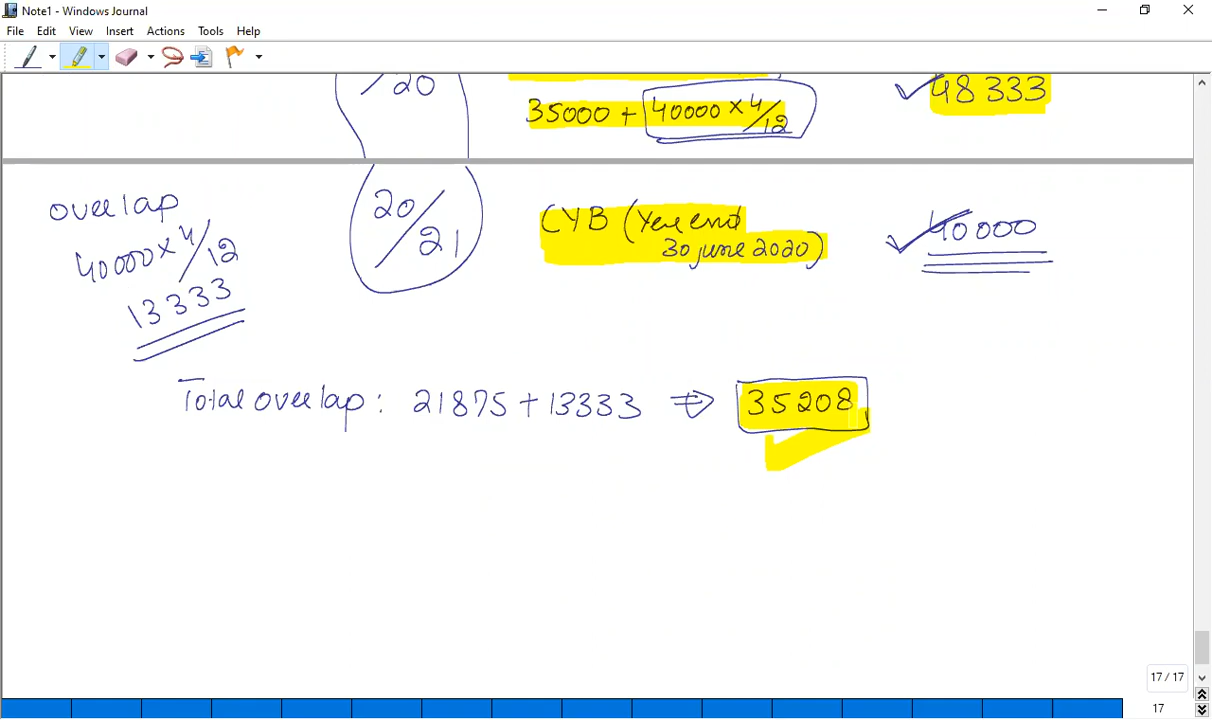 Note1 - Windows Journal
File Edit View Insert Actions Tools Help
/20
35000 + 40000 × 4/12
48333
overlap
40000 × 4/12
13333
20/21
CYB (Year end
30 june 2020)
40000
Total overlap: 21875 + 13333 ⇒ 35208
17 / 17
17